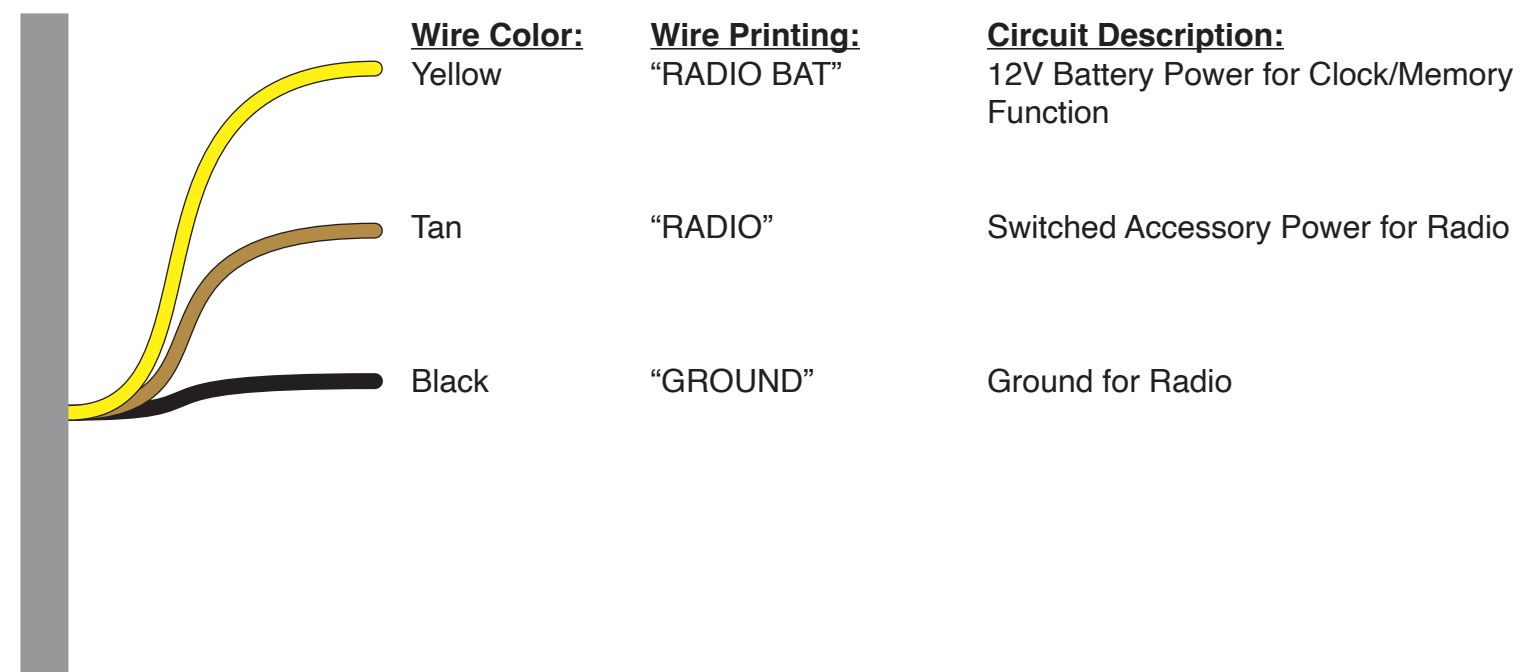 Wire Color: Wire Printing: Circuit Description:
Yellow “RADIO BAT” 12V Battery Power for Clock/Memory
Function
Tan “RADIO” Switched Accessory Power for Radio
Black “GROUND” Ground for Radio